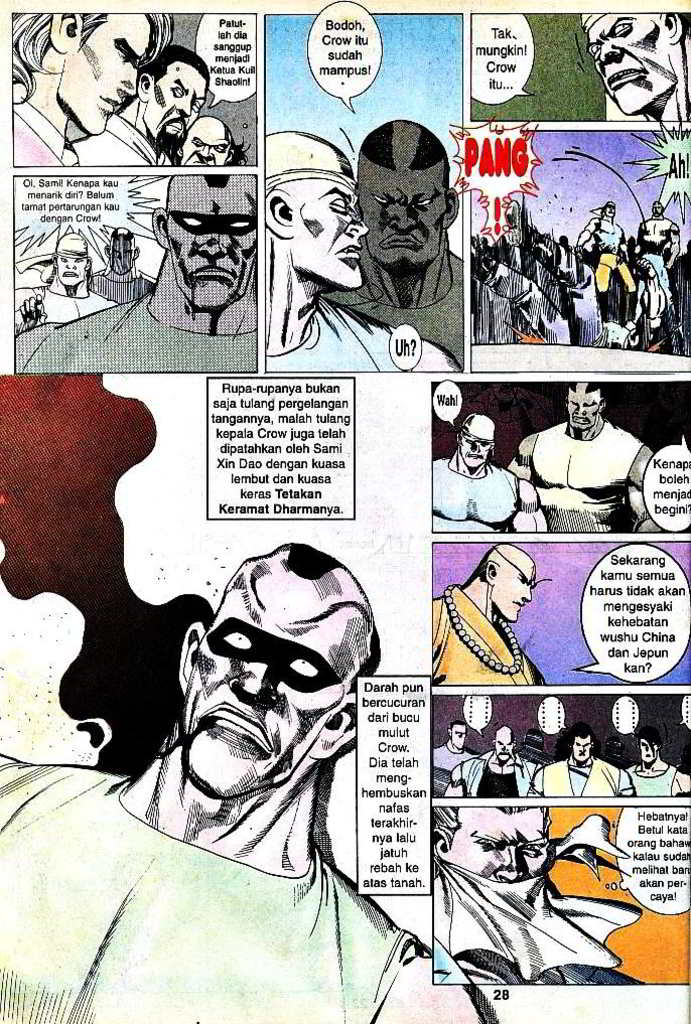 Patut-
lah dia
sanggup
menjadi
Ketua Kuil
Shaolin!
Bodoh,
Crow itu
sudah
mampus!
Tak,
mungkin!
Crow
itu...
PANG
!
Ah!
Oi, Sami! Kenapa kau
menarik diri? Belum
tamat pertarungan kau
dengan Crow!
Uh?
Rupa-rupanya bukan
saja tulang pergelangan
tangannya, malah tulang
kepala Crow juga telah
dipatahkan oleh Sami
Xin Dao dengan kuasa
lembut dan kuasa
keras Tetakan
Keramat Dharmanya.
Wah!
Kenapa
boleh
menjad
begini?
Sekarang
kamu semua
harus tidak akan
mengesyaki
kehebatan
wushu China
dan Jepun
kan?
Darah pun
bercucuran
dari bucu
mulut
Crow.
Dia telah
meng-
hembuskan
nafas
terakhir-
nya lalu
jatuh
rebah ke
atas tanah.
Hebatnya!
Betul kata
orang bahaw
kalau sudah
melihat baru
akan per-
caya!
28